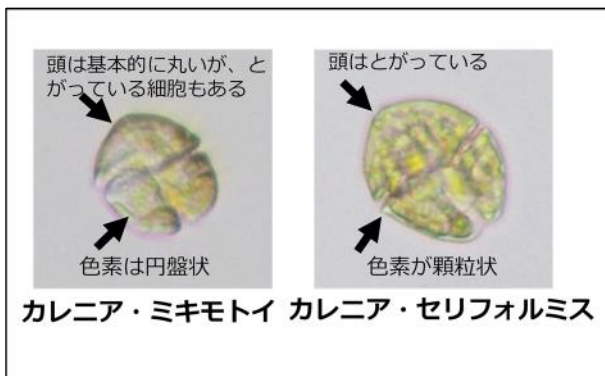 頭は基本的に丸いが、と
がっている細胞もある
色素は円盤状
カレニア・ミキモトイ
頭はとがっている
色素が顆粒状
カレニア・セリフォルミス